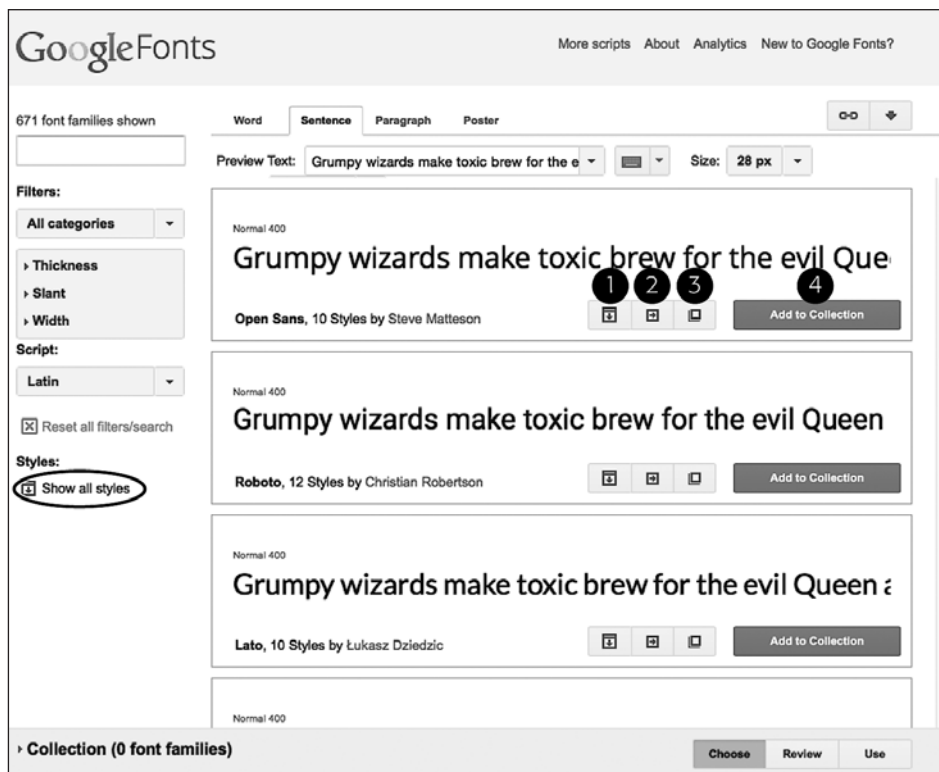 GoogleFonts
More scripts About Analytics New to Google Fonts?
671 font families shown
Word Sentence Paragraph Poster
Preview Text: Grumpy wizards make toxic brew for the e Size: 28 px
Filters:
All categories
Thickness
Slant
Width
Script:
Latin
Reset all filters/search
Styles:
Show all styles
Normal 400
Grumpy wizards make toxic brew for the evil Que
1 2 3 4
Open Sans, 10 Styles by Steve Matteson Add to Collection
Normal 400
Grumpy wizards make toxic brew for the evil Queen
Roboto, 12 Styles by Christian Robertson Add to Collection
Normal 400
Grumpy wizards make toxic brew for the evil Queen a
Lato, 10 Styles by Łukasz Dziedzic Add to Collection
Normal 400
Collection (0 font families) Choose Review Use